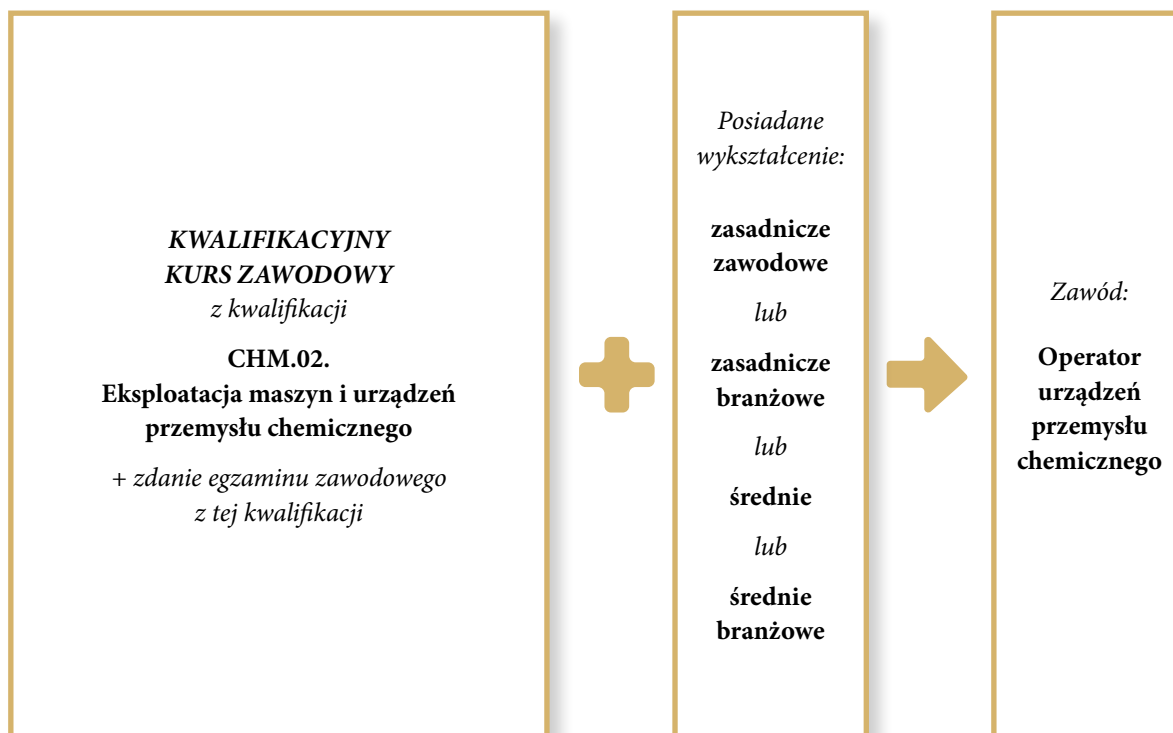 KWALIFIKACYJNY
KURS ZAWODOWY
z kwalifikacji
CHM.02.
Eksploatacja maszyn i urządzeń
przemysłu chemicznego
+ zdanie egzaminu zawodowego
z tej kwalifikacji
Posiadane
wykształcenie:
zasadnicze
zawodowe
lub
zasadnicze
branżowe
lub
średnie
lub
średnie
branżowe
Zawód:
Operator
urządzeń
przemysłu
chemicznego